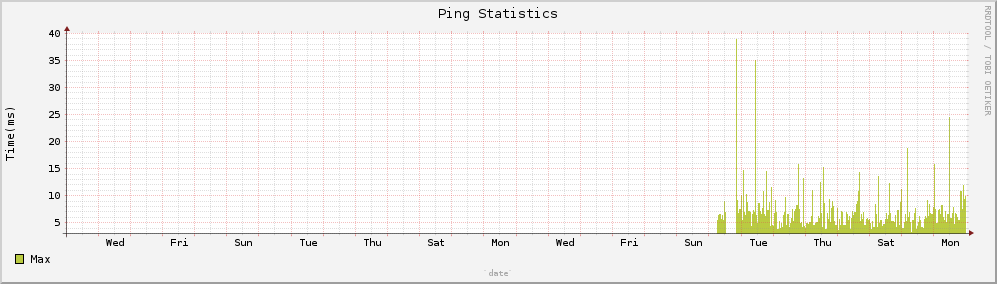 Ping Statistics
RRDTOOL / TOBI OETIKER
Time(ms)
40
35
30
25
20
15
10
5
Wed Fri Sun Tue Thu Sat Mon Wed Fri Sun Tue Thu Sat Mon
Max
`date`